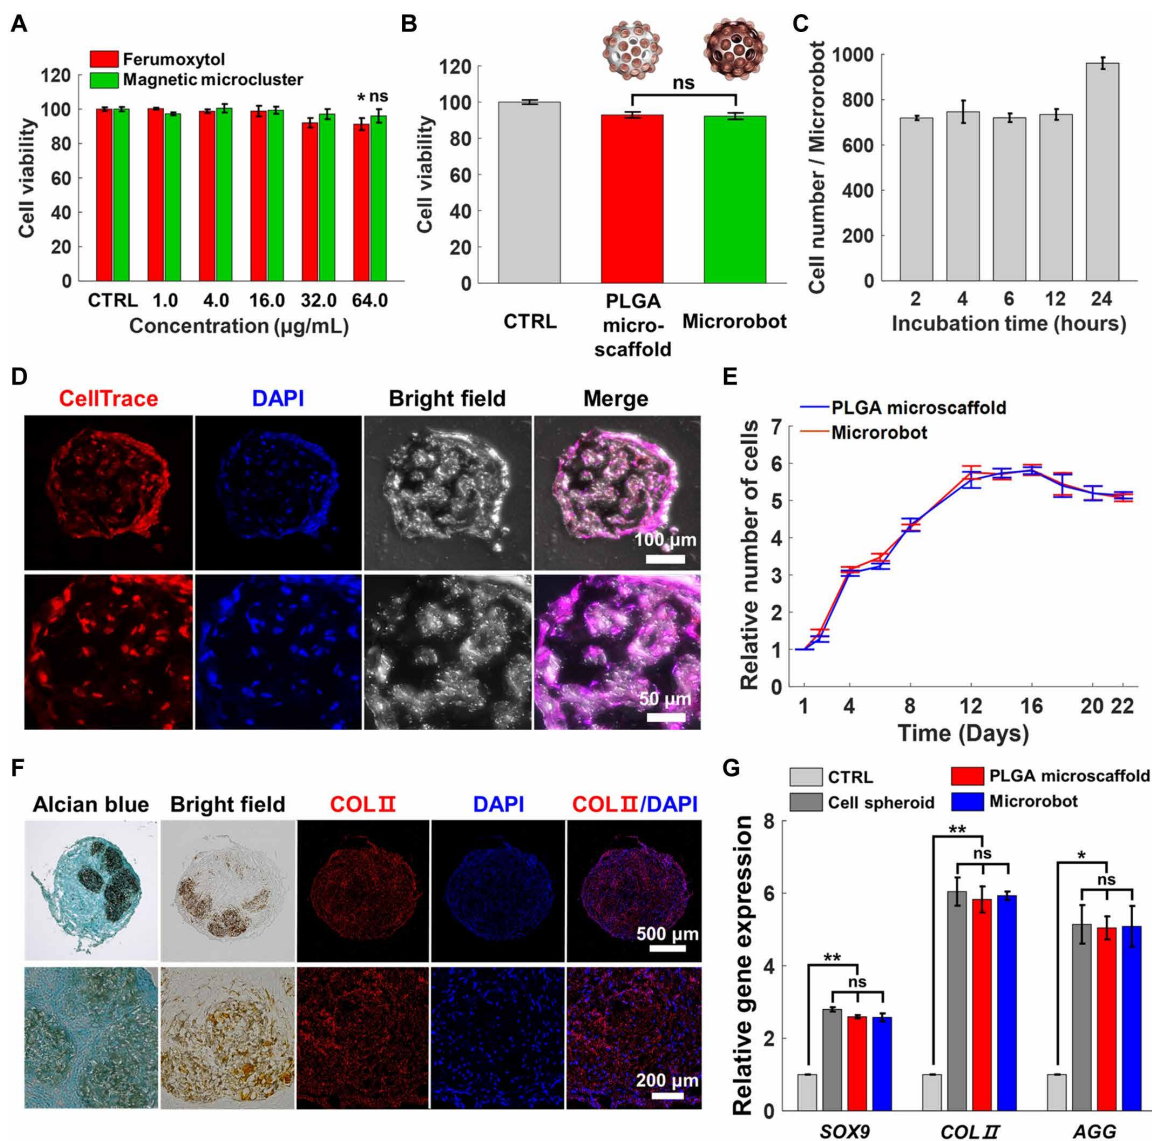 A
Ferumoxytol
Magnetic microcluster
Cell viability
120
100
80
60
40
20
0
* ns
CTRL 1.0 4.0 16.0 32.0 64.0
Concentration (µg/mL)
B
Cell viability
120
100
80
60
40
20
0
ns
CTRL
PLGA
micro-
scaffold
Microrobot
C
Cell number / Microrobot
1000
800
600
400
200
0
2 4 6 12 24
Incubation time (hours)
D
CellTrace DAPI Bright field Merge
100 µm
50 µm
E
PLGA microscaffold
Microrobot
Relative number of cells
7
6
5
4
3
2
1
0
1 4 8 12 16 20 22
Time (Days)
F
Alcian blue Bright field COLⅡ DAPI COLⅡ/DAPI
500 µm
200 µm
G
CTRL
Cell spheroid
PLGA microscaffold
Microrobot
Relative gene expression
8
6
4
2
0
**
ns
**
ns
*
ns
SOX9 COLⅡ AGG